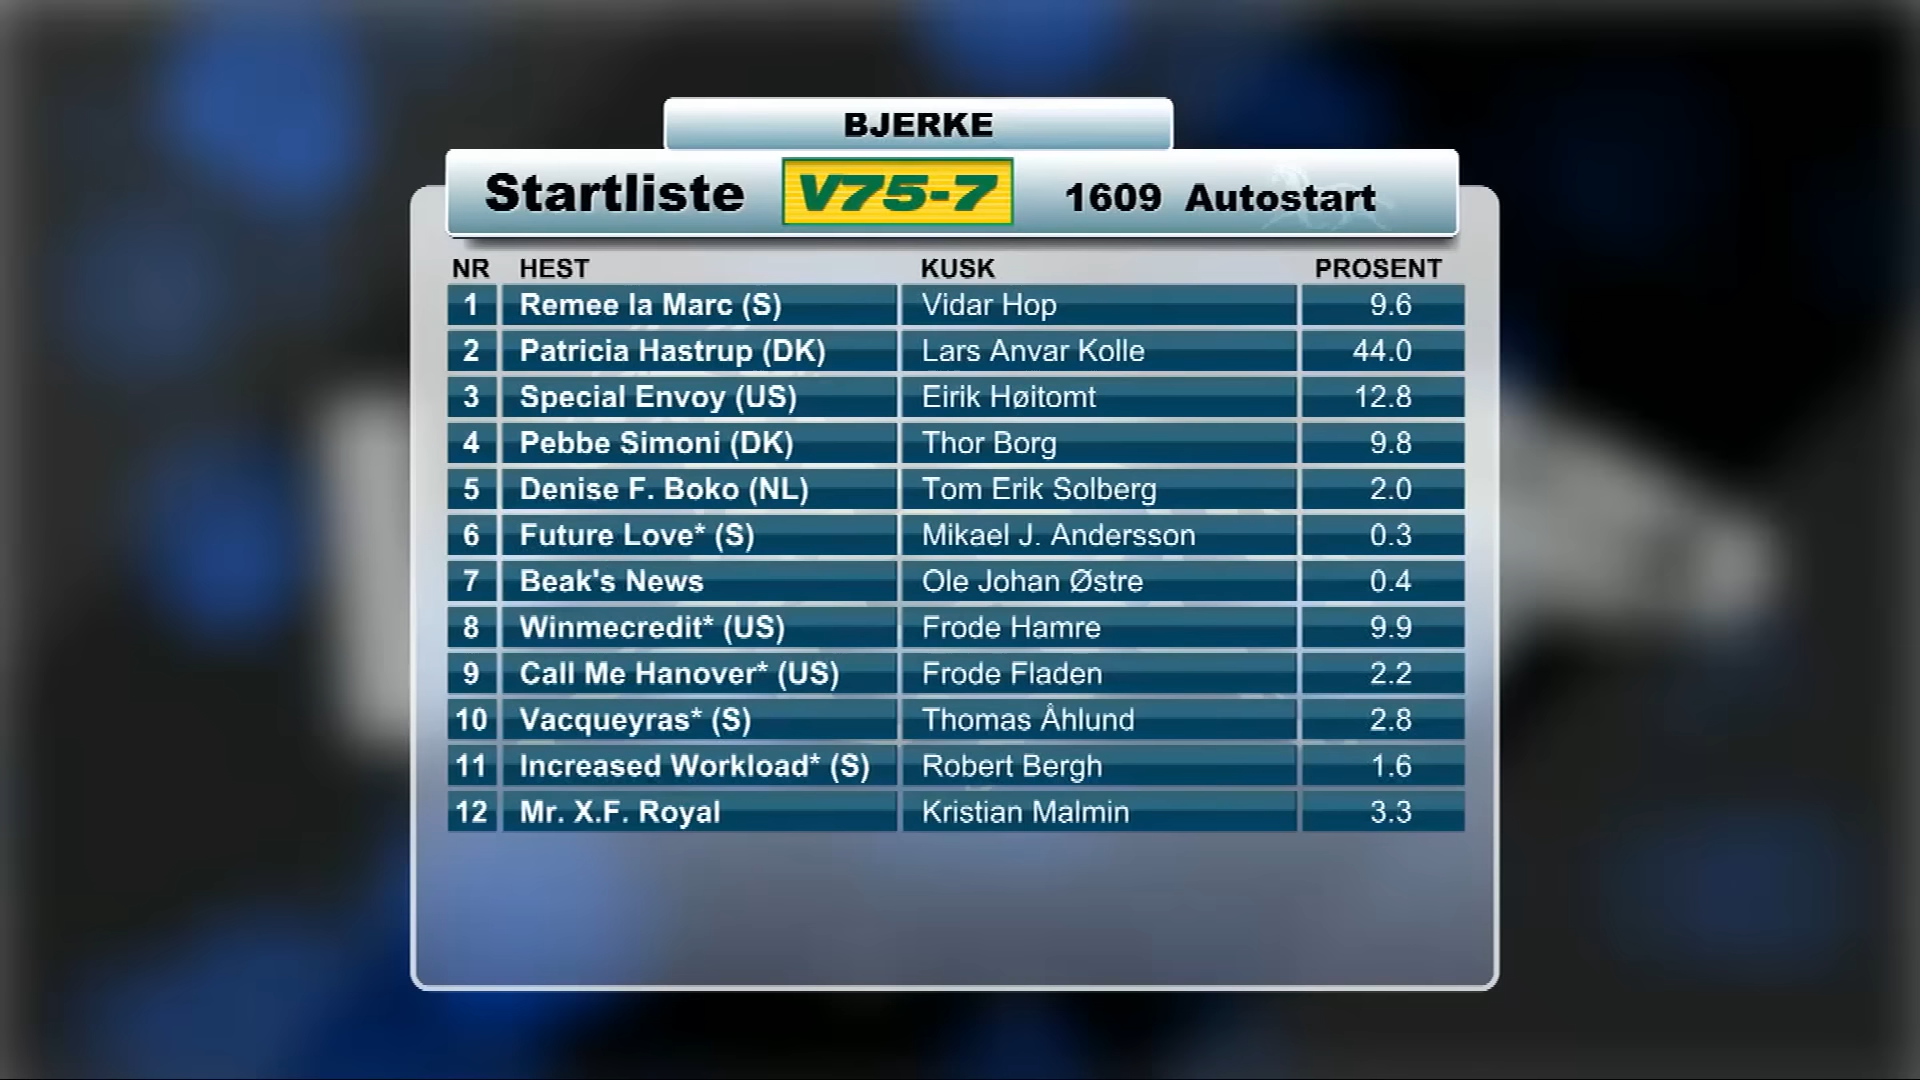 BJERKE
Startliste V75-7 1609 Autostart
NR HEST KUSK PROSENT
1 Remee la Marc (S) Vidar Hop 9.6
2 Patricia Hastrup (DK) Lars Anvar Kolle 44.0
3 Special Envoy (US) Eirik Høitomt 12.8
4 Pebbe Simoni (DK) Thor Borg 9.8
5 Denise F. Boko (NL) Tom Erik Solberg 2.0
6 Future Love* (S) Mikael J. Andersson 0.3
7 Beak's News Ole Johan Østre 0.4
8 Winmecredit* (US) Frode Hamre 9.9
9 Call Me Hanover* (US) Frode Fladen 2.2
10 Vacqueyras* (S) Thomas Åhlund 2.8
11 Increased Workload* (S) Robert Bergh 1.6
12 Mr. X.F. Royal Kristian Malmin 3.3